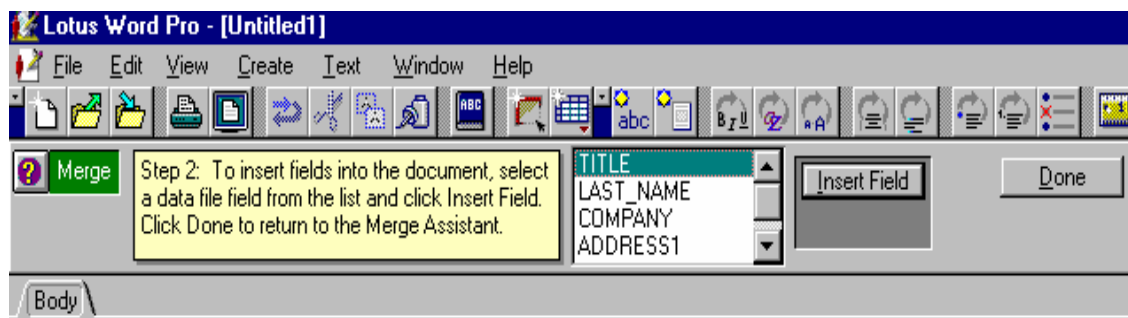 Lotus Word Pro - [Untitled1]
File Edit View Create Text Window Help
ABC abc B I U A A
Merge
Step 2: To insert fields into the document, select
a data file field from the list and click Insert Field.
Click Done to return to the Merge Assistant.
TITLE
LAST_NAME
COMPANY
ADDRESS1
Insert Field
Done
Body